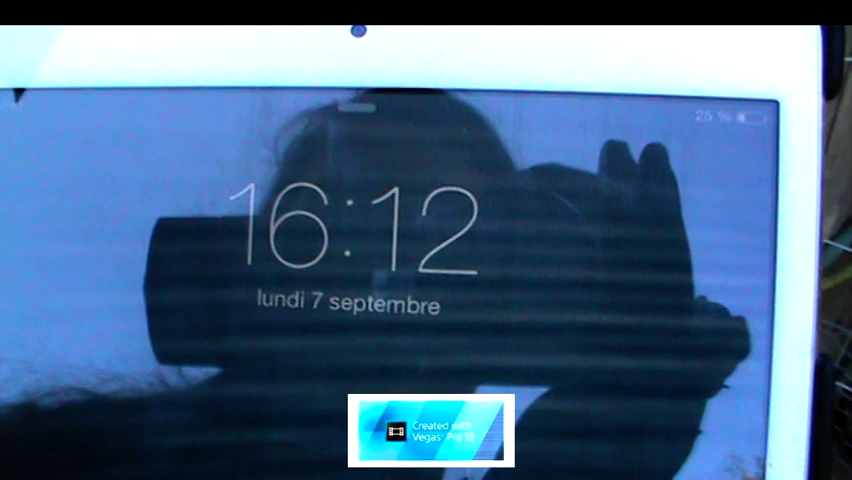 25 %
16:12
lundi 7 septembre
Created with
Vegas Pro 13